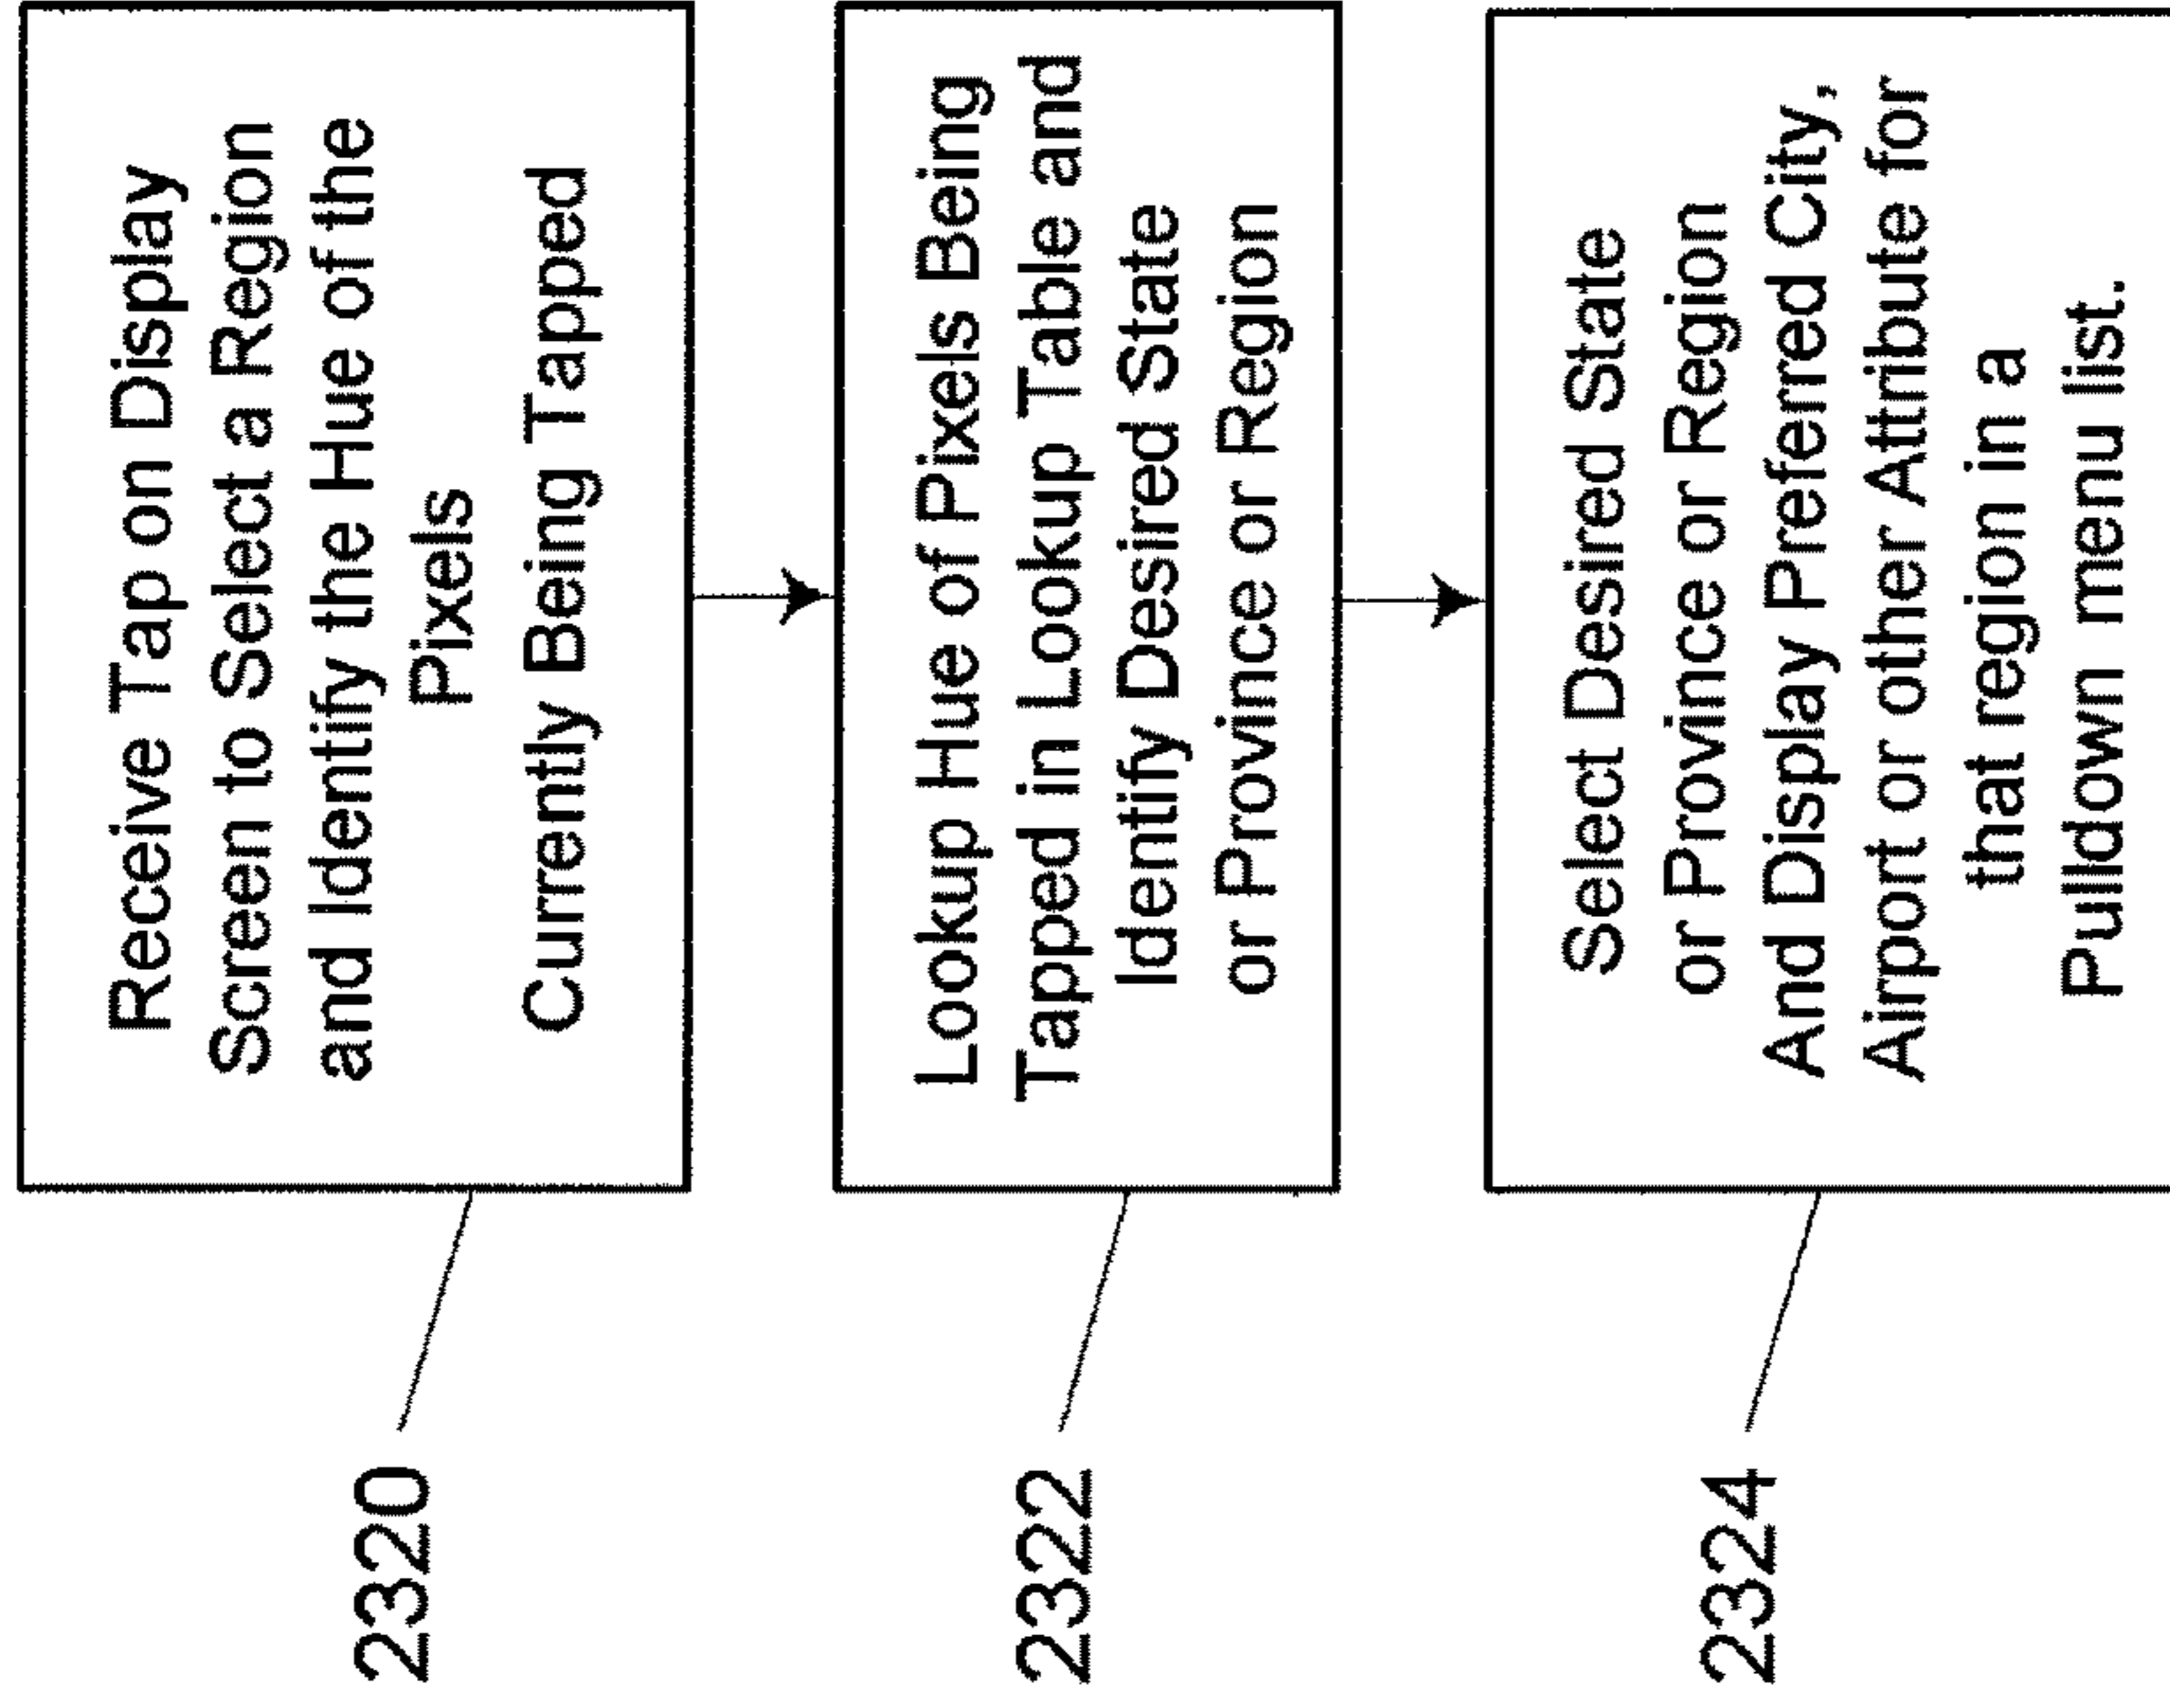 Receive Tap on Display
Screen to Select a Region
and Identify the Hue of the
Pixels
Currently Being Tapped
2320
Lookup Hue of Pixels Being
Tapped in Lookup Table and
Identify Desired State
or Province or Region
2322
Select Desired State
or Province or Region
And Display Preferred City,
Airport or other Attribute for
that region in a
Pulldown menu list.
2324